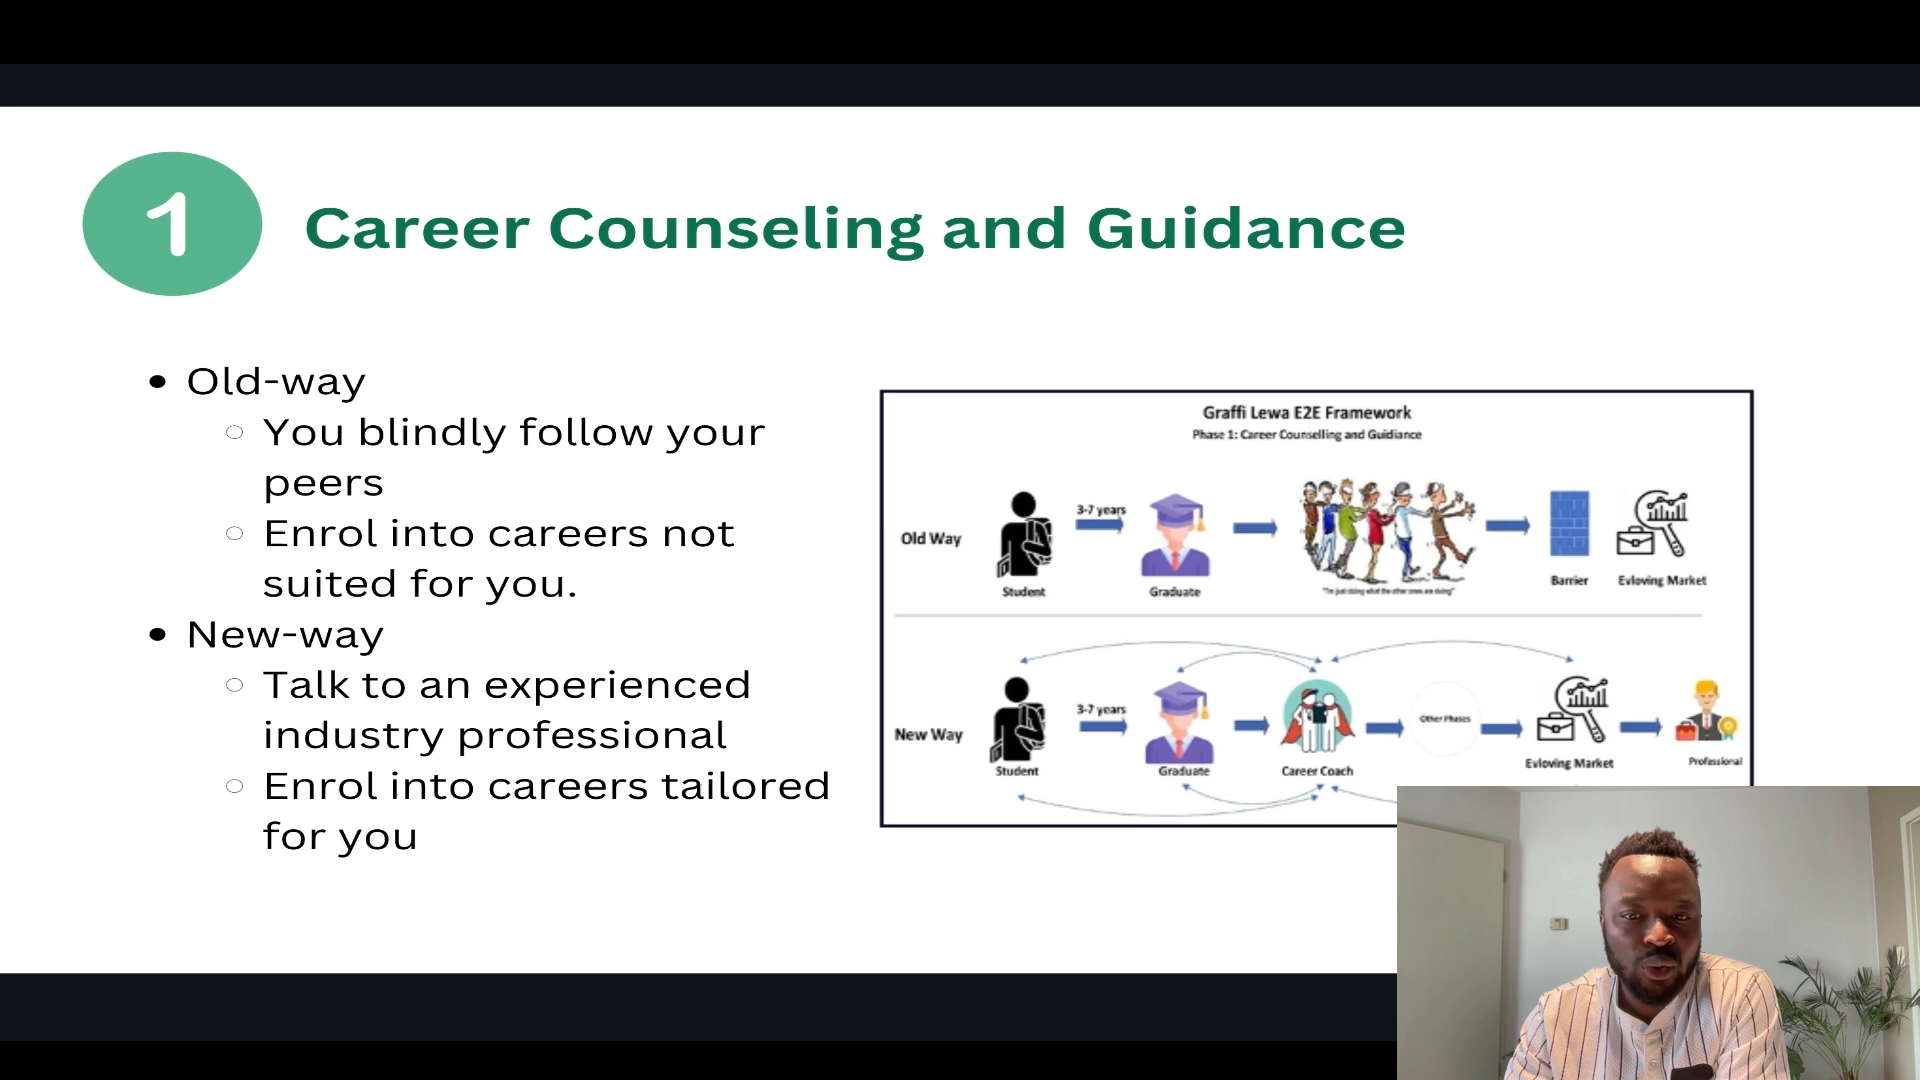 1
Career Counseling and Guidance
Old-way
You blindly follow your
peers
Enrol into careers not
suited for you.
New-way
Talk to an experienced
industry professional
Enrol into careers tailored
for you
Graffi Lewa E2E Framework
Phase 1: Career Counselling and Guidiance
Old Way
3-7 years
Student
Graduate
"I'm just doing what the other ones are doing"
Barrier
Evloving Market
New Way
3-7 years
Student
Graduate
Career Coach
Other Phases
Evloving Market
Professional